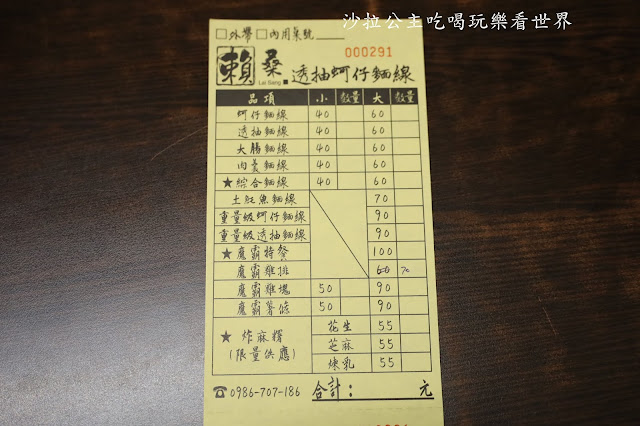 沙拉公主吃喝玩樂看世界
□外帶 □內用桌號
000291
賴桑 透抽蚵仔麵線
Lai Sang
品項 小 數量 大 數量
蚵仔麵線 40 60
透抽麵線 40 60
大腸麵線 40 60
肉羹麵線 40 60
★綜合麵線 40 60
土魠魚麵線 70
重量級蚵仔麵線 90
重量級透抽麵線 90
★魔霸特餐 100
魔霸雞排 60 70
魔霸雞塊 50 90
魔霸薯條 50 90
★炸麻糬
(限量供應)
花生 55
芝麻 55
煉乳 55
☎0986-707-186 合計: 元